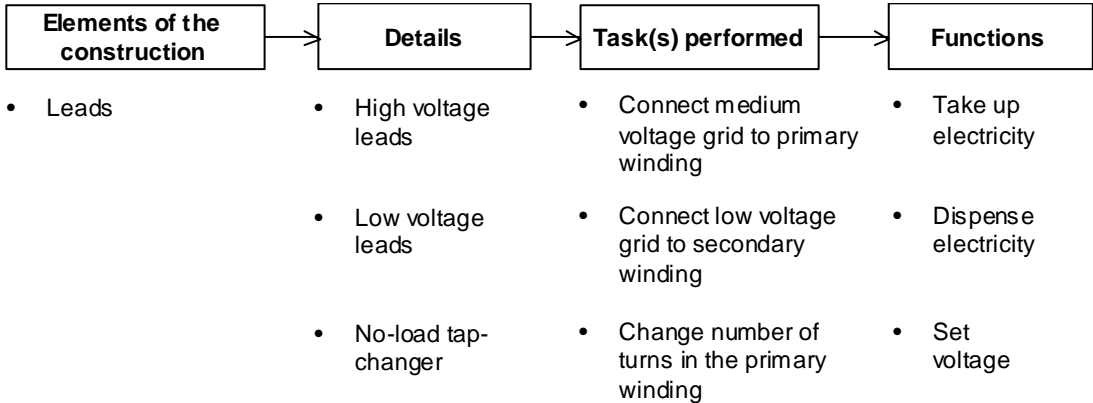 Elements of the
construction
Details
Task(s) performed
Functions
• Leads
• High voltage
leads
• Connect medium
voltage grid to primary
winding
• Take up
electricity
• Low voltage
leads
• Connect low voltage
grid to secondary
winding
• Dispense
electricity
• No-load tap-
changer
• Change number of
turns in the primary
winding
• Set
voltage